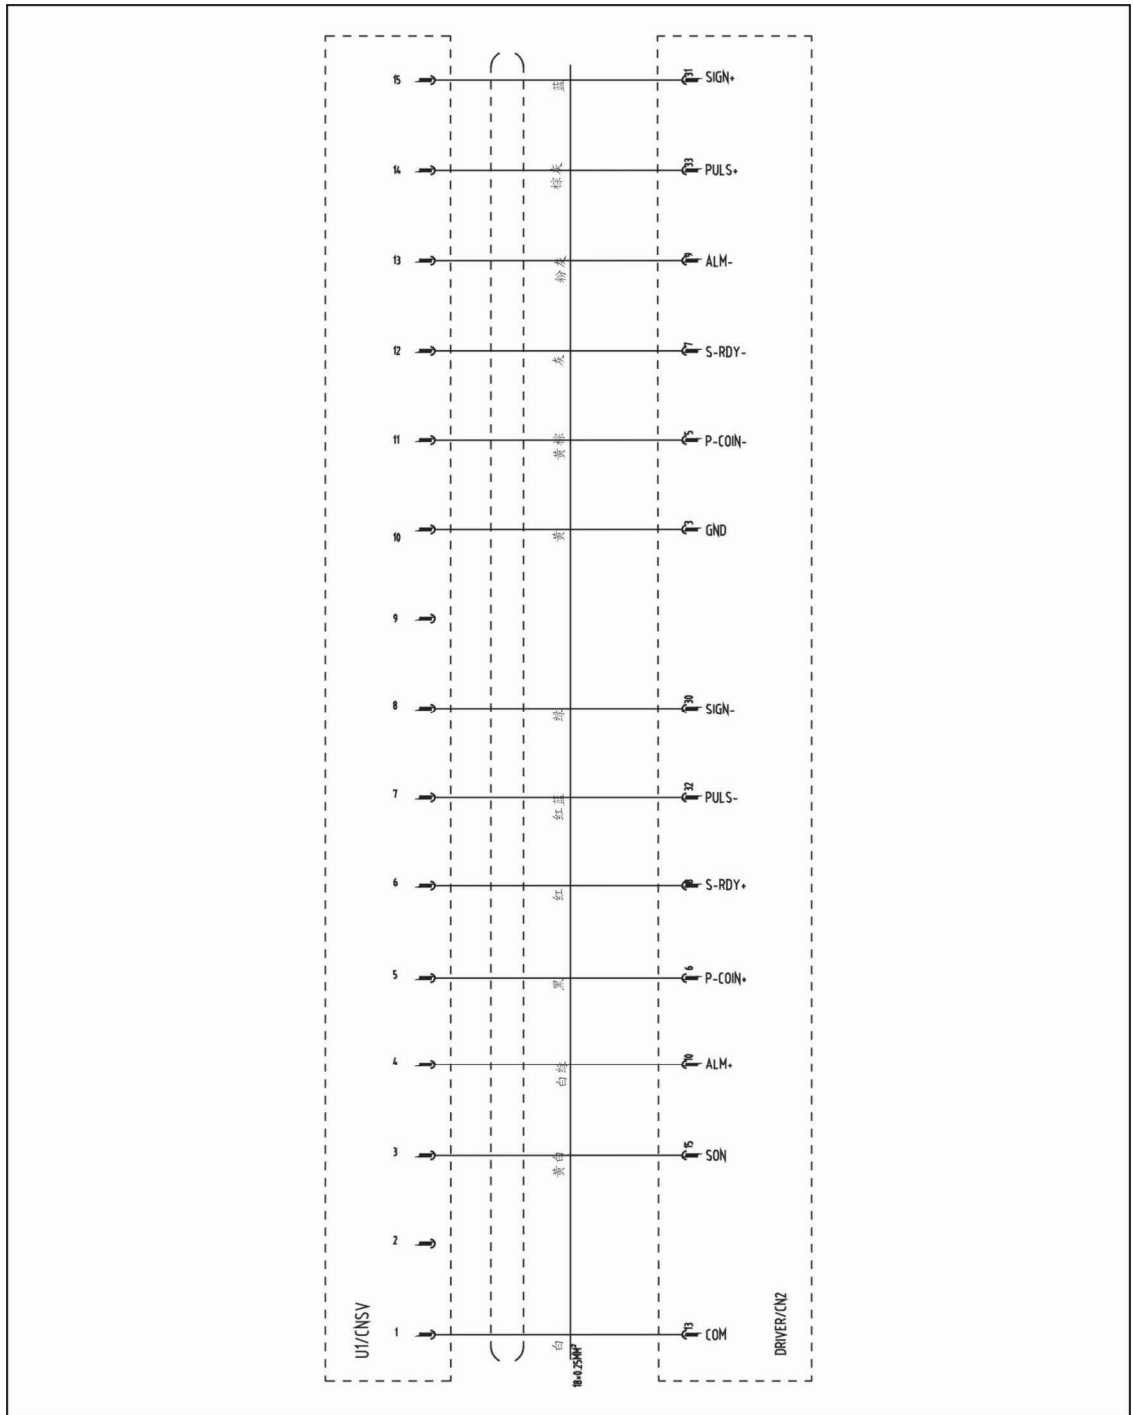 15 蓝 31 SIGN+
14 棕灰 33 PULS+
13 粉灰 9 ALM-
12 灰 7 S-RDY-
11 黄棕 5 P-COIN-
10 黄 3 GND
9
8 绿 30 SIGN-
7 红蓝 32 PULS-
6 红 S-RDY+
5 黑 6 P-COIN+
4 白绿 10 ALM+
3 黄白 15 SON
2
1 白 13 COM
U1/CNSV
18×0.25MM²
DRIVER/CN2